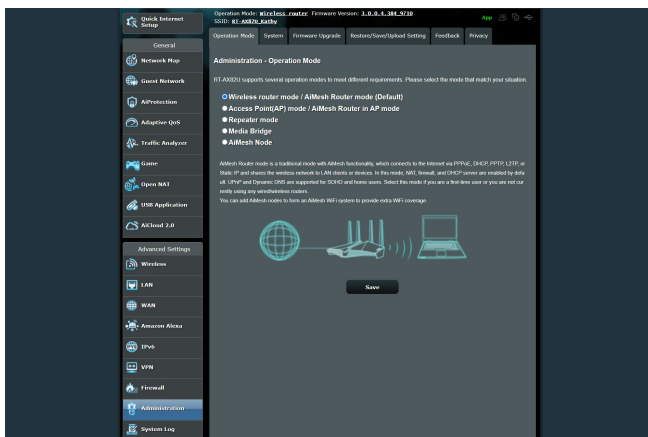 Quick Internet
Setup
Operation Mode: Wireless router Firmware Version: 3.0.0.4.384_9710
SSID: RT-AX82U_Kathy
App
Operation Mode System Firmware Upgrade Restore/Save/Upload Setting Feedback Privacy
General
Network Map
Guest Network
AiProtection
Adaptive QoS
Traffic Analyzer
Game
Open NAT
USB Application
AiCloud 2.0
Advanced Settings
Wireless
LAN
WAN
Amazon Alexa
IPv6
VPN
Firewall
Administration
System Log
Administration - Operation Mode
RT-AX82U supports several operation modes to meet different requirements. Please select the mode that match your situation.
Wireless router mode / AiMesh Router mode (Default)
Access Point(AP) mode / AiMesh Router in AP mode
Repeater mode
Media Bridge
AiMesh Node
AiMesh Router mode is a traditional mode with AiMesh functionality, which connects to the Internet via PPPoE, DHCP, PPTP, L2TP, or
Static IP and shares the wireless network to LAN clients or devices. In this mode, NAT, firewall, and DHCP server are enabled by defa
ult. UPnP and Dynamic DNS are supported for SOHO and home users. Select this mode if you are a first-time user or you are not cur
rently using any wired/wireless routers.
You can add AiMesh nodes to form an AiMesh WiFi system to provide extra WiFi coverage.
Save